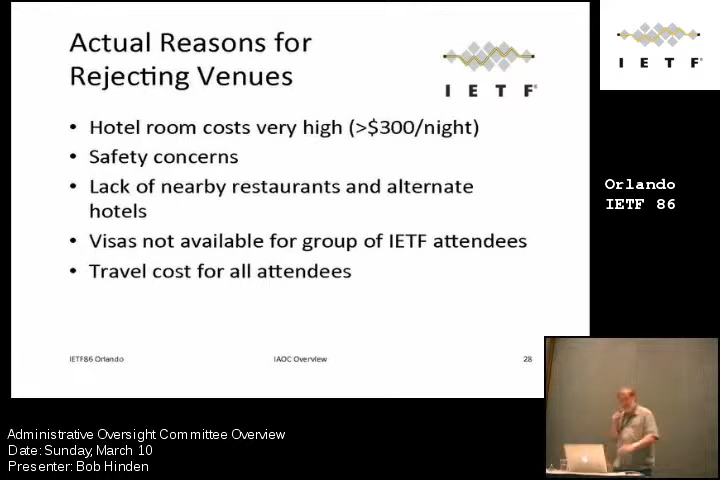 Actual Reasons for
Rejecting Venues
I E T F®
• Hotel room costs very high (>$300/night)
• Safety concerns
• Lack of nearby restaurants and alternate
hotels
• Visas not available for group of IETF attendees
• Travel cost for all attendees
IETF86 Orlando
IAOC Overview
28
I E T F®
Orlando
IETF 86
Administrative Oversight Committee Overview
Date: Sunday, March 10
Presenter: Bob Hinden